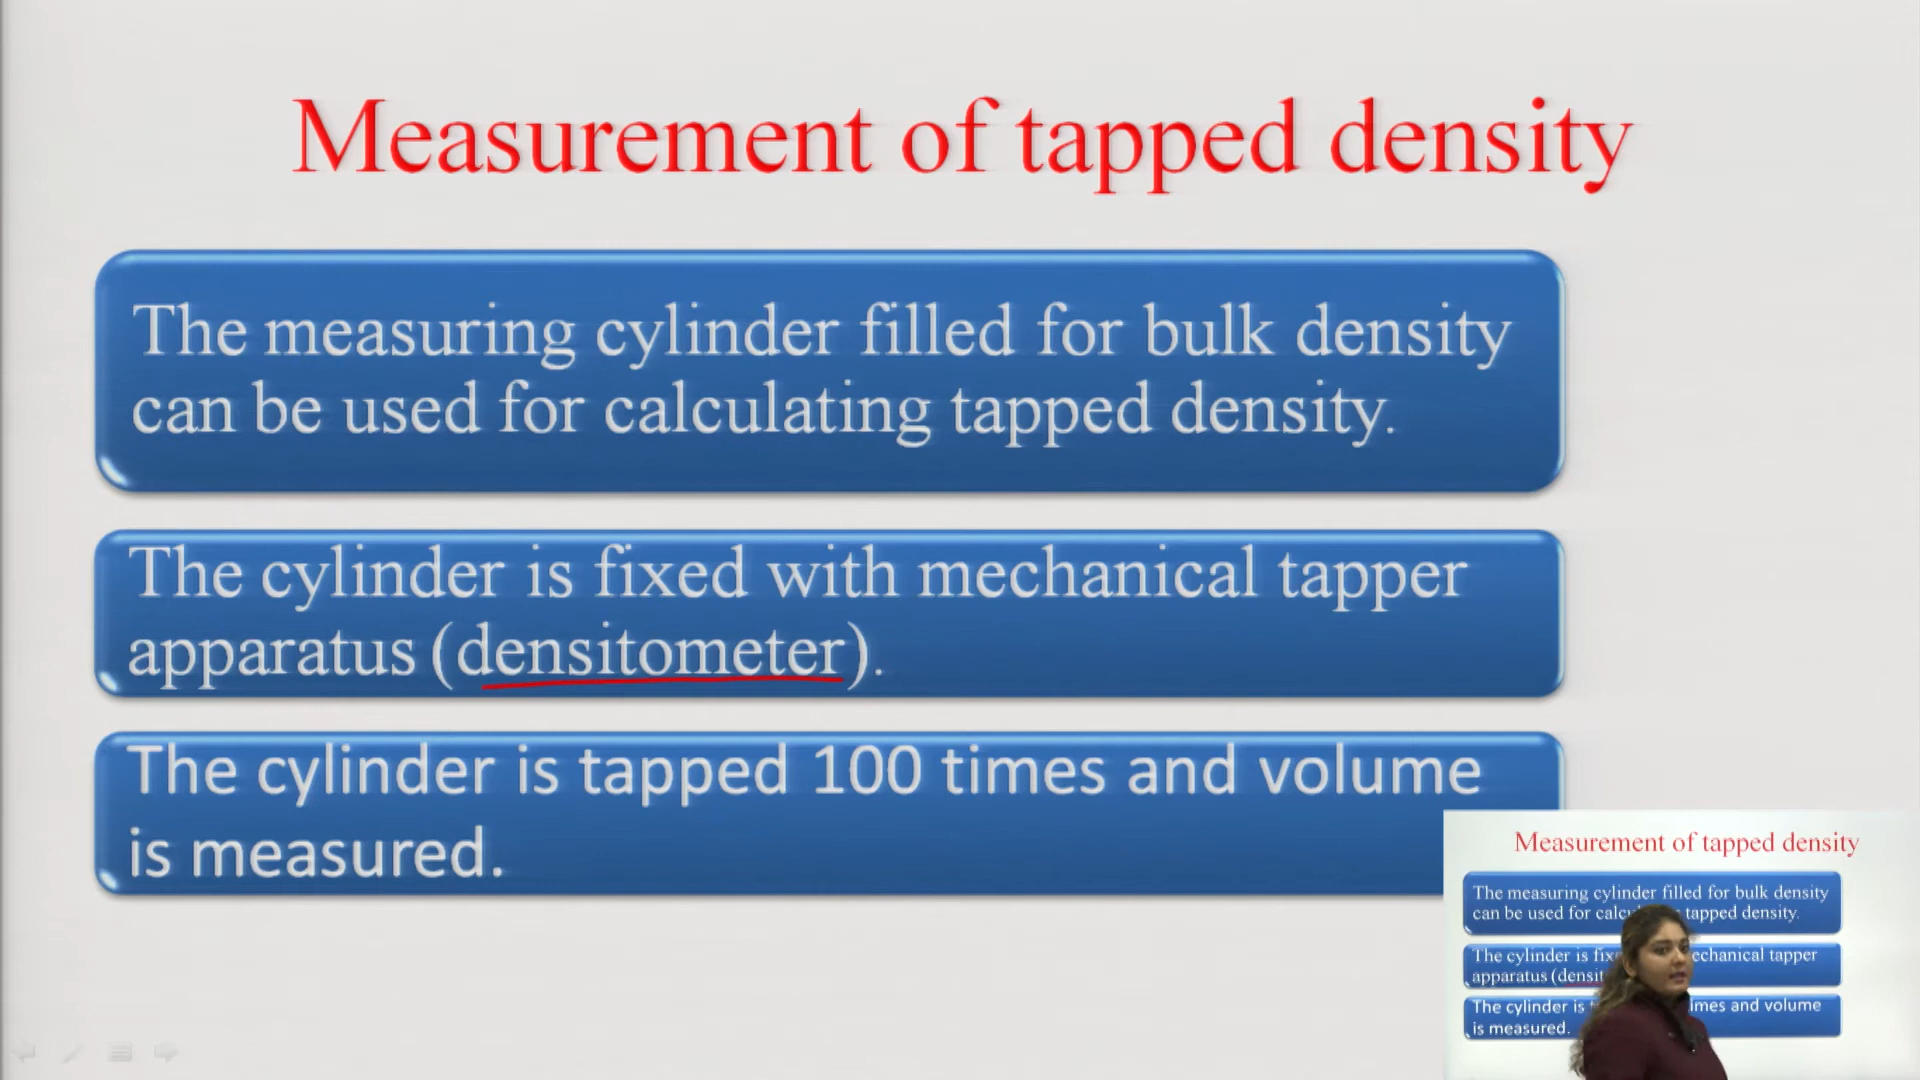 Measurement of tapped density
The measuring cylinder filled for bulk density
can be used for calculating tapped density.
The cylinder is fixed with mechanical tapper
apparatus (densitometer).
The cylinder is tapped 100 times and volume
is measured.
Measurement of tapped density
The measuring cylinder filled for bulk density
can be used for tapped density.
The cylinder is tapper
apparatus
The cylinder is and volume
is measured.